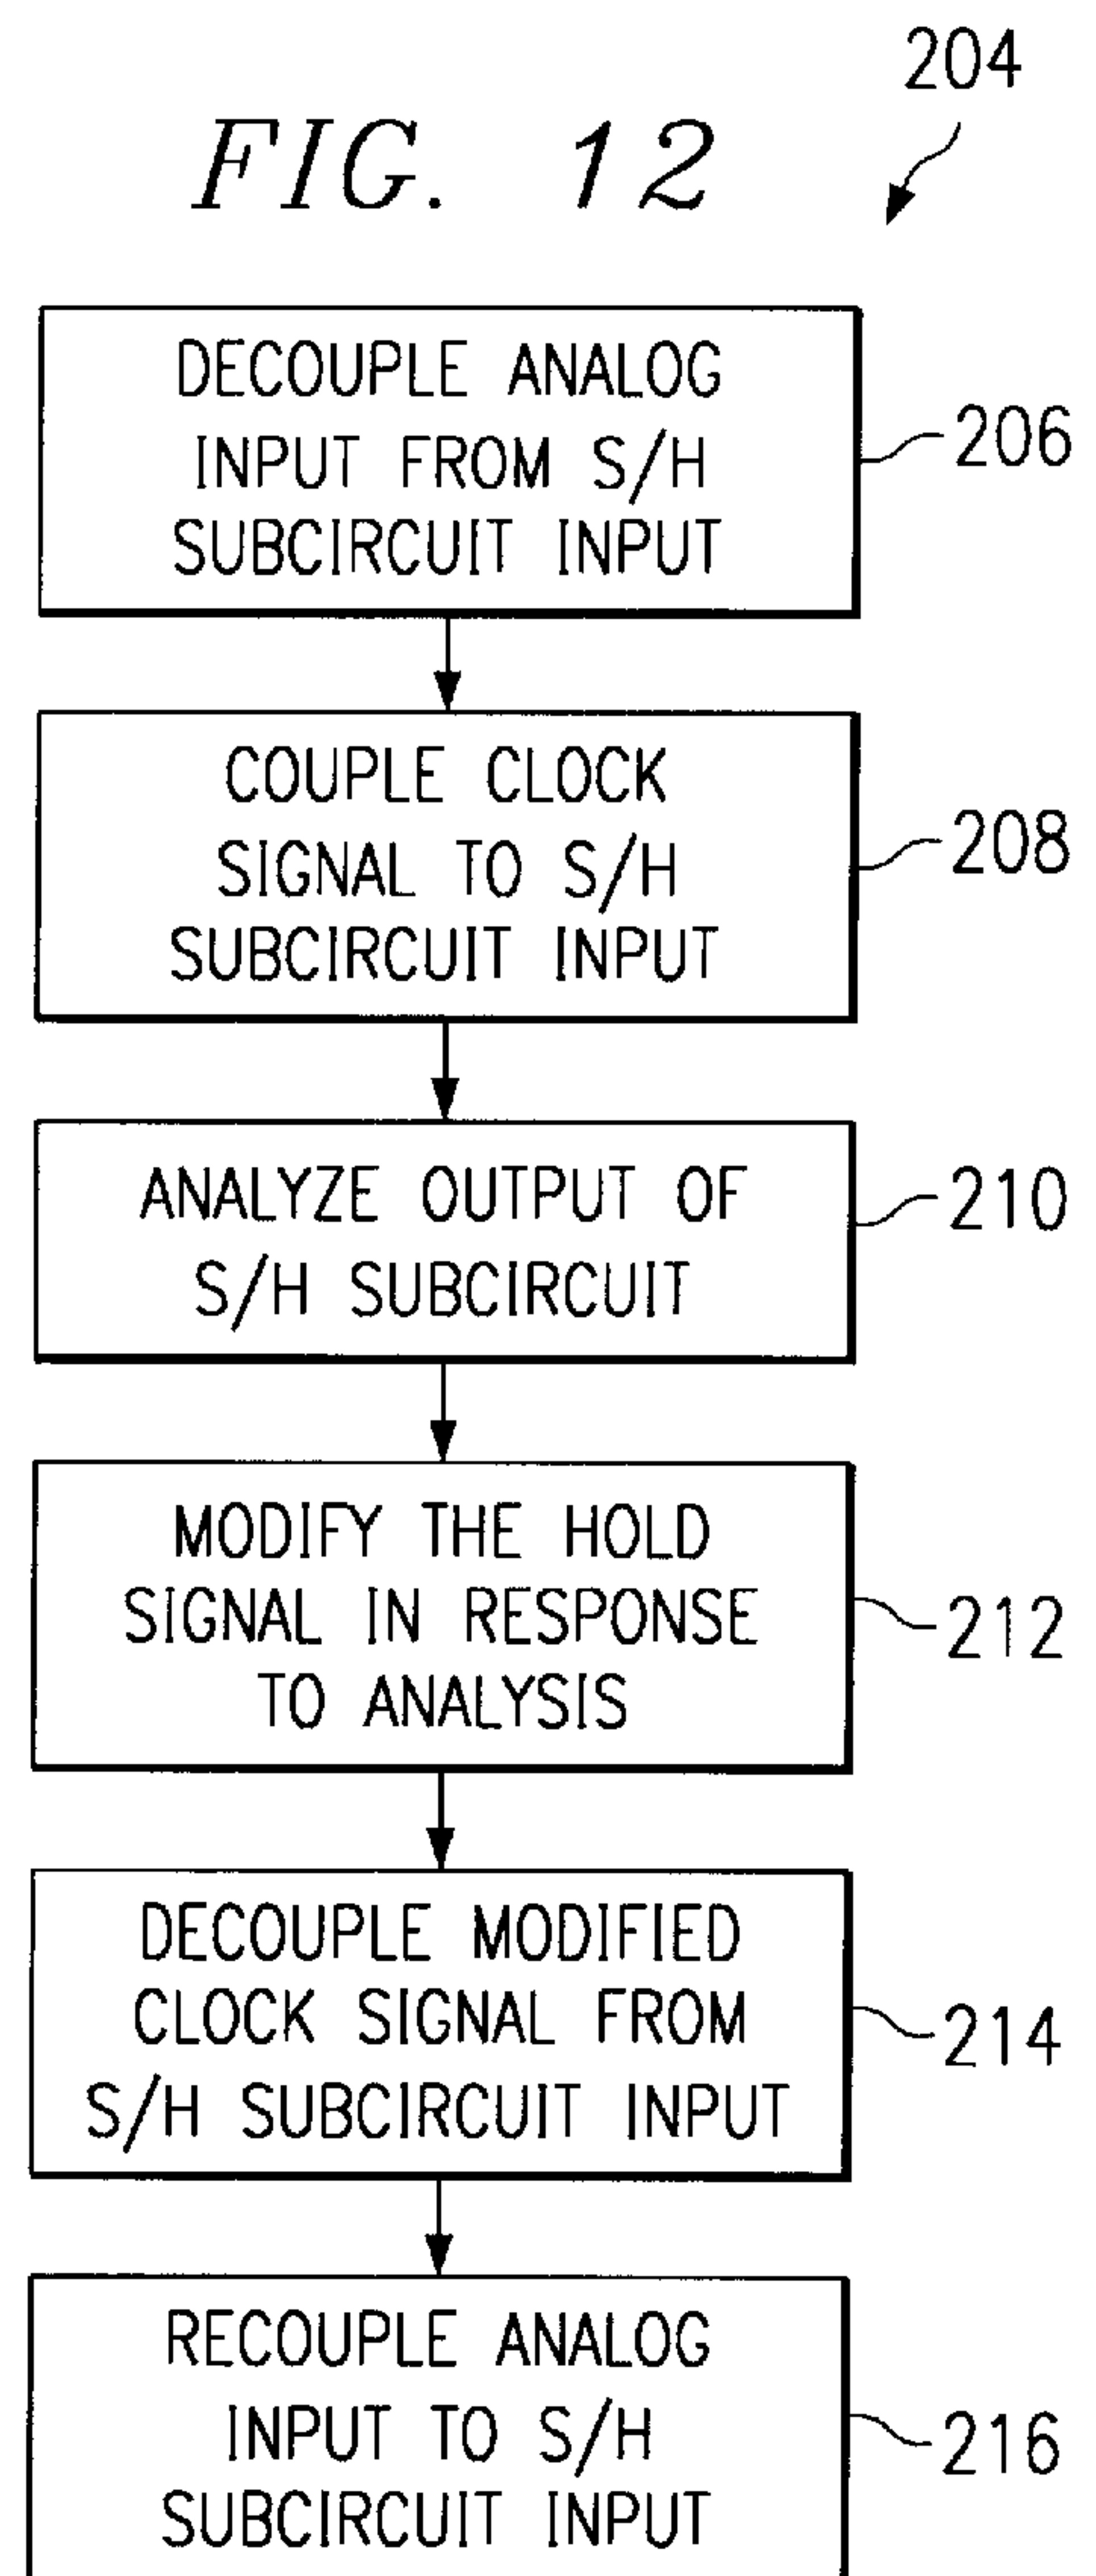 204
FIG. 12
DECOUPLE ANALOG
INPUT FROM S/H
SUBCIRCUIT INPUT
206
COUPLE CLOCK
SIGNAL TO S/H
SUBCIRCUIT INPUT
208
ANALYZE OUTPUT OF
S/H SUBCIRCUIT
210
MODIFY THE HOLD
SIGNAL IN RESPONSE
TO ANALYSIS
212
DECOUPLE MODIFIED
CLOCK SIGNAL FROM
S/H SUBCIRCUIT INPUT
214
RECOUPLE ANALOG
INPUT TO S/H
SUBCIRCUIT INPUT
216